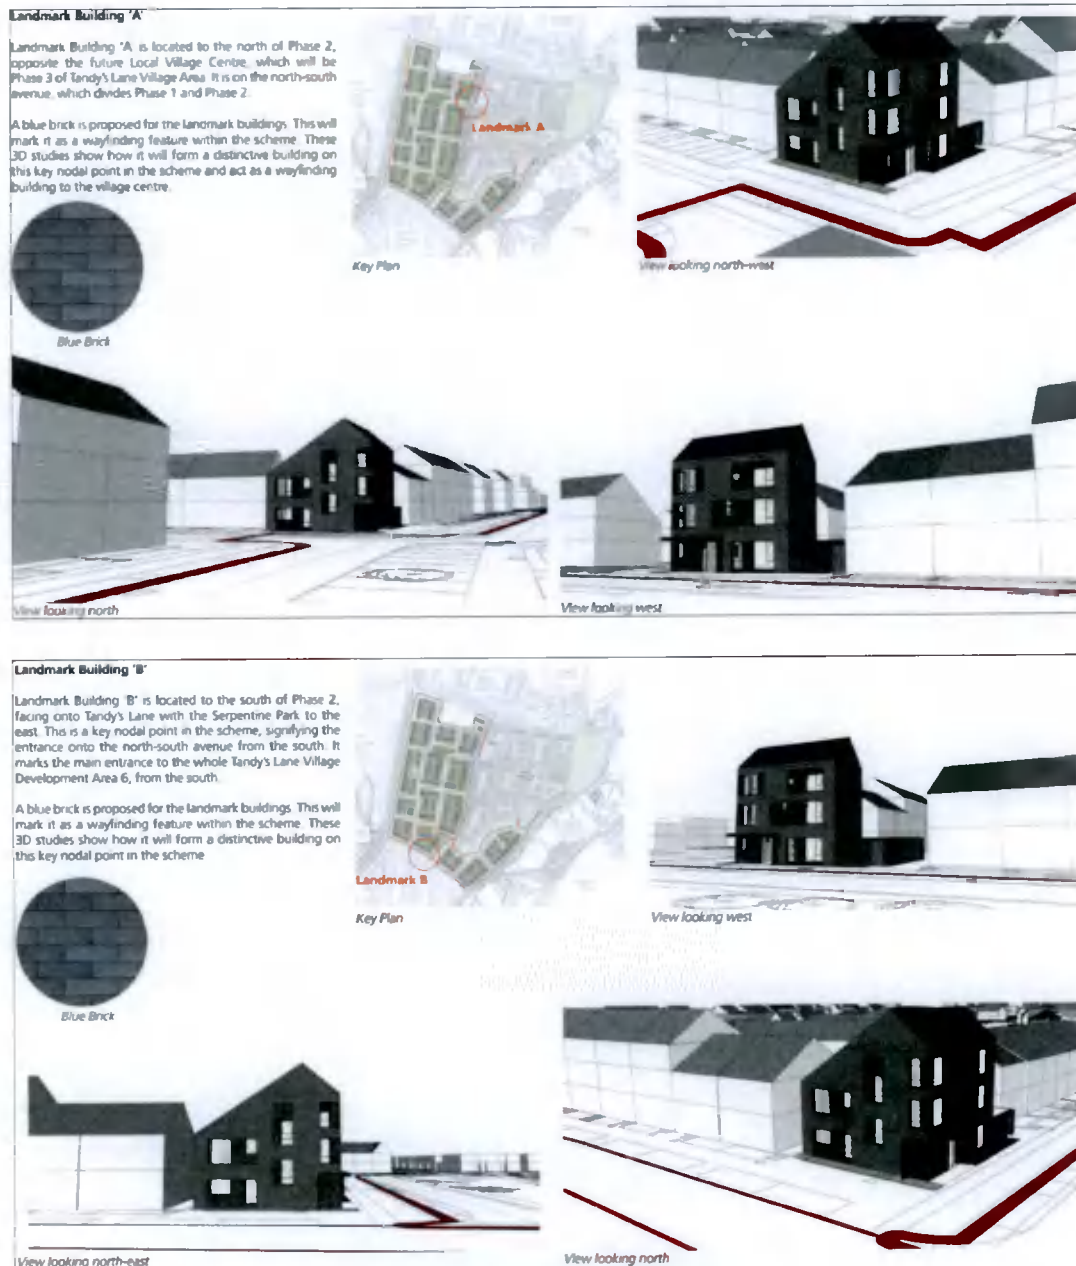 Landmark Building 'A'
Landmark Building 'A' is located to the north of Phase 2,
opposite the future Local Village Centre, which will be
Phase 3 of Tandy's Lane Village Area. It is on the north-south
avenue, which divides Phase 1 and Phase 2.
A blue brick is proposed for the landmark buildings. This will
mark it as a wayfinding feature within the scheme. These
3D studies show how it will form a distinctive building on
this key nodal point in the scheme and act as a wayfinding
building to the village centre.
Landmark A
Key Plan
View looking north-west
Blue Brick
View looking north
View looking west
Landmark Building 'B'
Landmark Building 'B' is located to the south of Phase 2,
facing onto Tandy's Lane with the Serpentine Park to the
east. This is a key nodal point in the scheme, signifying the
entrance onto the north-south avenue from the south. It
marks the main entrance to the whole Tandy's Lane Village
Development Area 6, from the south.
A blue brick is proposed for the landmark buildings. This will
mark it as a wayfinding feature within the scheme. These
3D studies show how it will form a distinctive building on
this key nodal point in the scheme
Landmark B
Key Plan
View looking west
Blue Brick
View looking north-east
View looking north